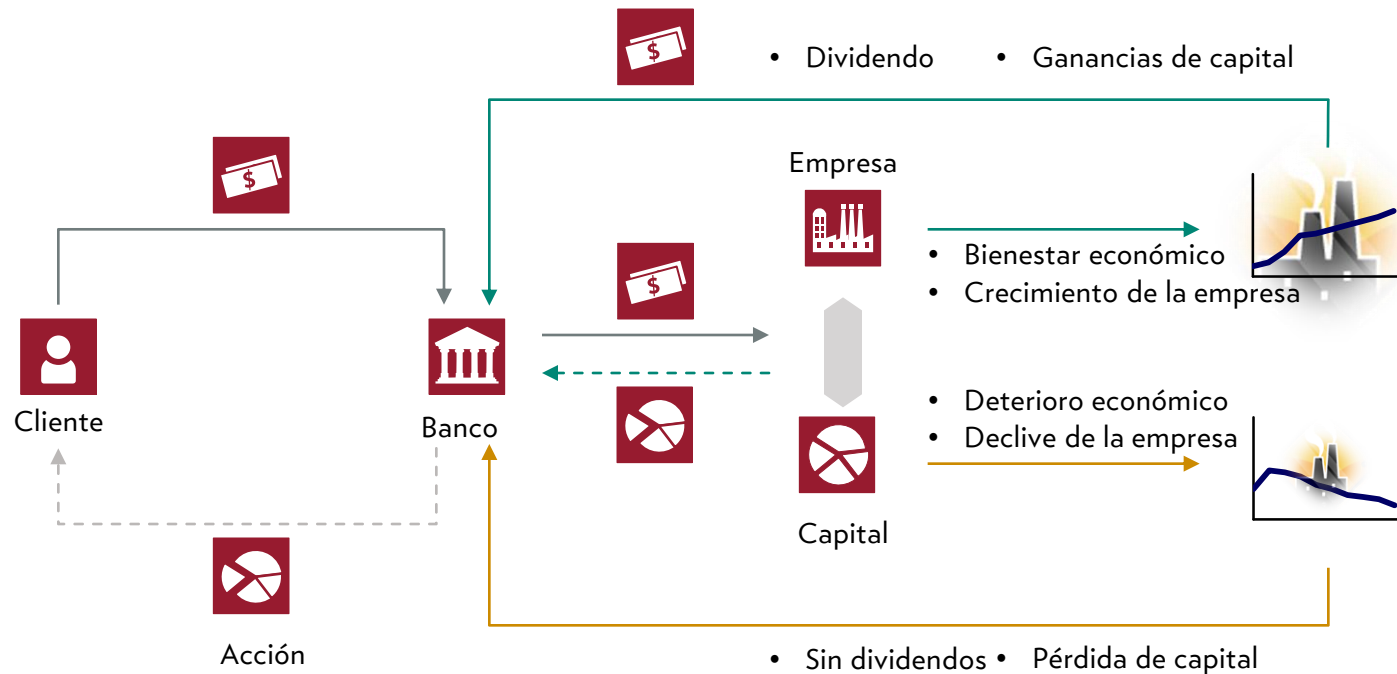 • Dividendo • Ganancias de capital
$
$
Empresa
$
• Bienestar económico
• Crecimiento de la empresa
Cliente
Banco
• Deterioro económico
• Declive de la empresa
Capital
Acción
• Sin dividendos • Pérdida de capital